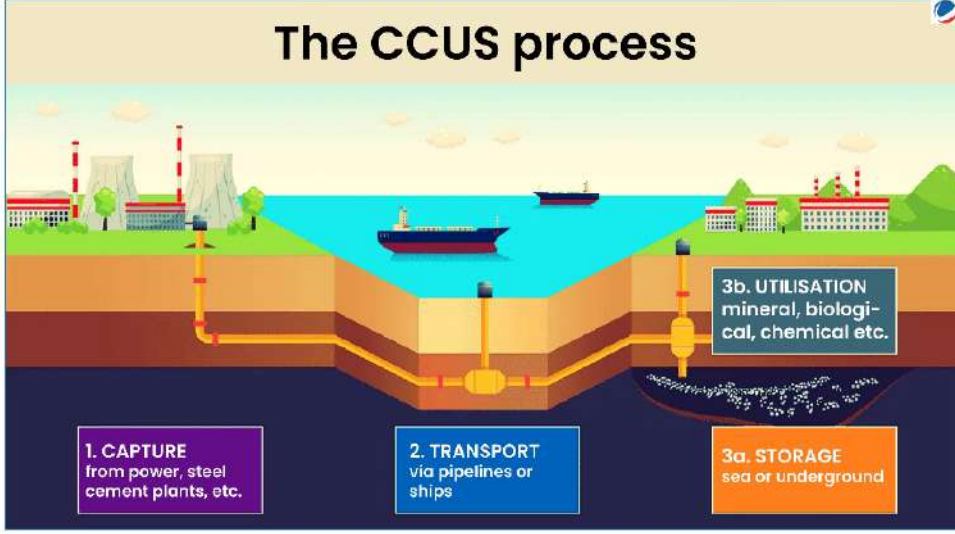 The CCUS process
3b. UTILISATION
mineral, biologi-
cal, chemical etc.
1. CAPTURE
from power, steel
cement plants, etc.
2. TRANSPORT
via pipelines or
ships
3a. STORAGE
sea or underground